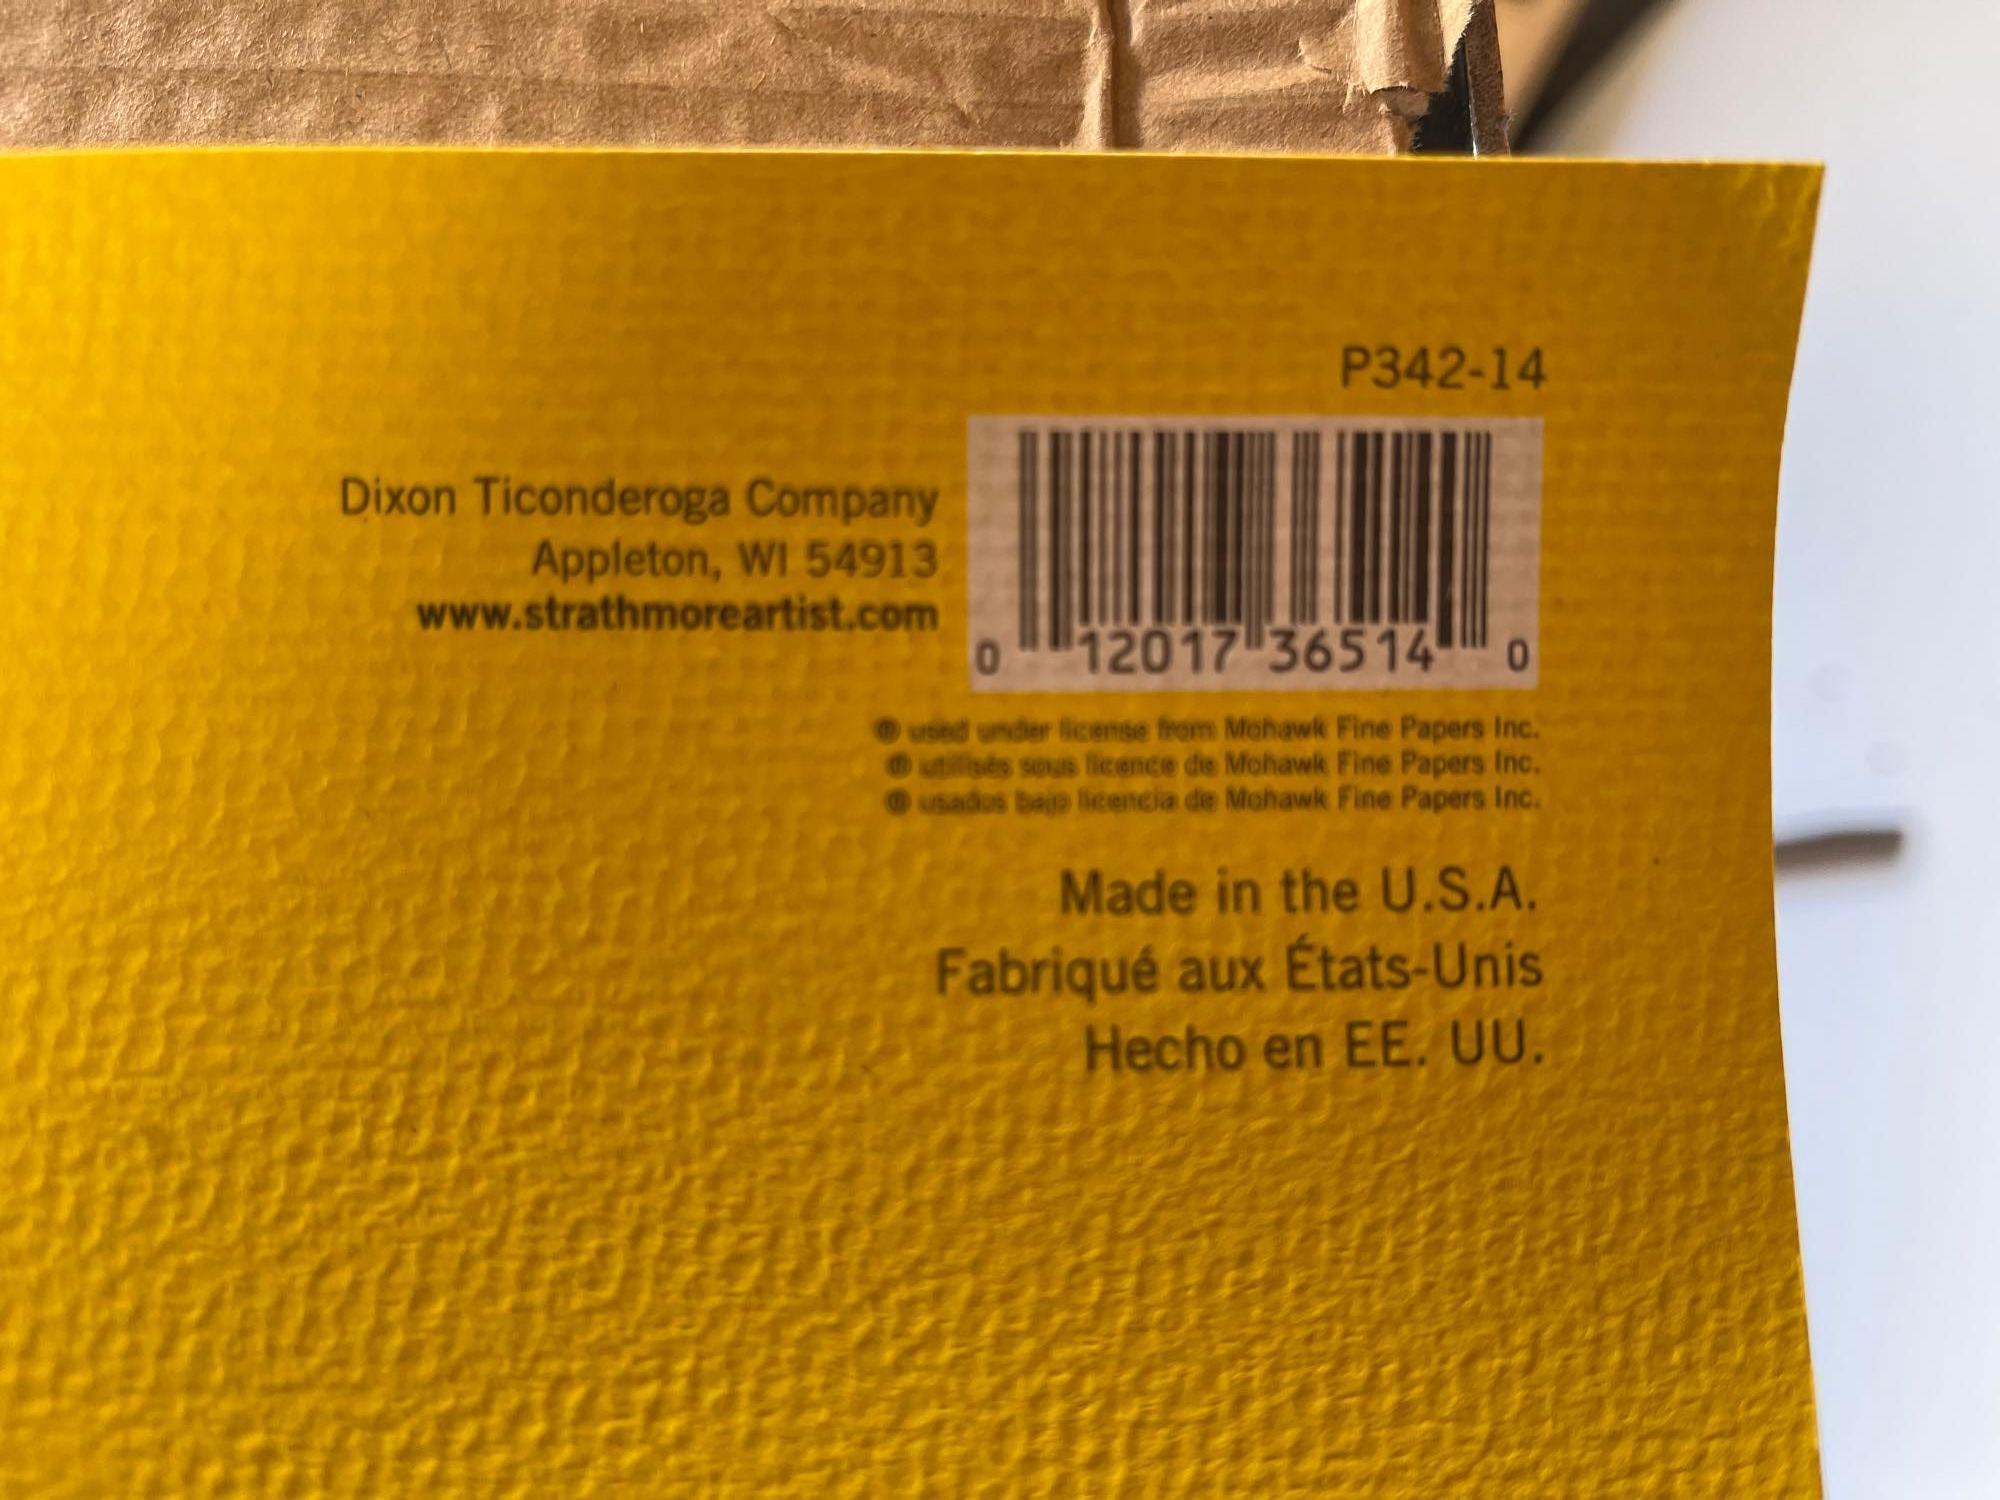 P342-14
Dixon Ticonderoga Company
Appleton, WI 54913
www.strathmoreartist.com
0 12017 36514 0
® used under license from Mohawk Fine Papers Inc.
® utilisés sous licence de Mohawk Fine Papers Inc.
® usados bajo licencia de Mohawk Fine Papers Inc.
Made in the U.S.A.
Fabriqué aux États-Unis
Hecho en EE. UU.